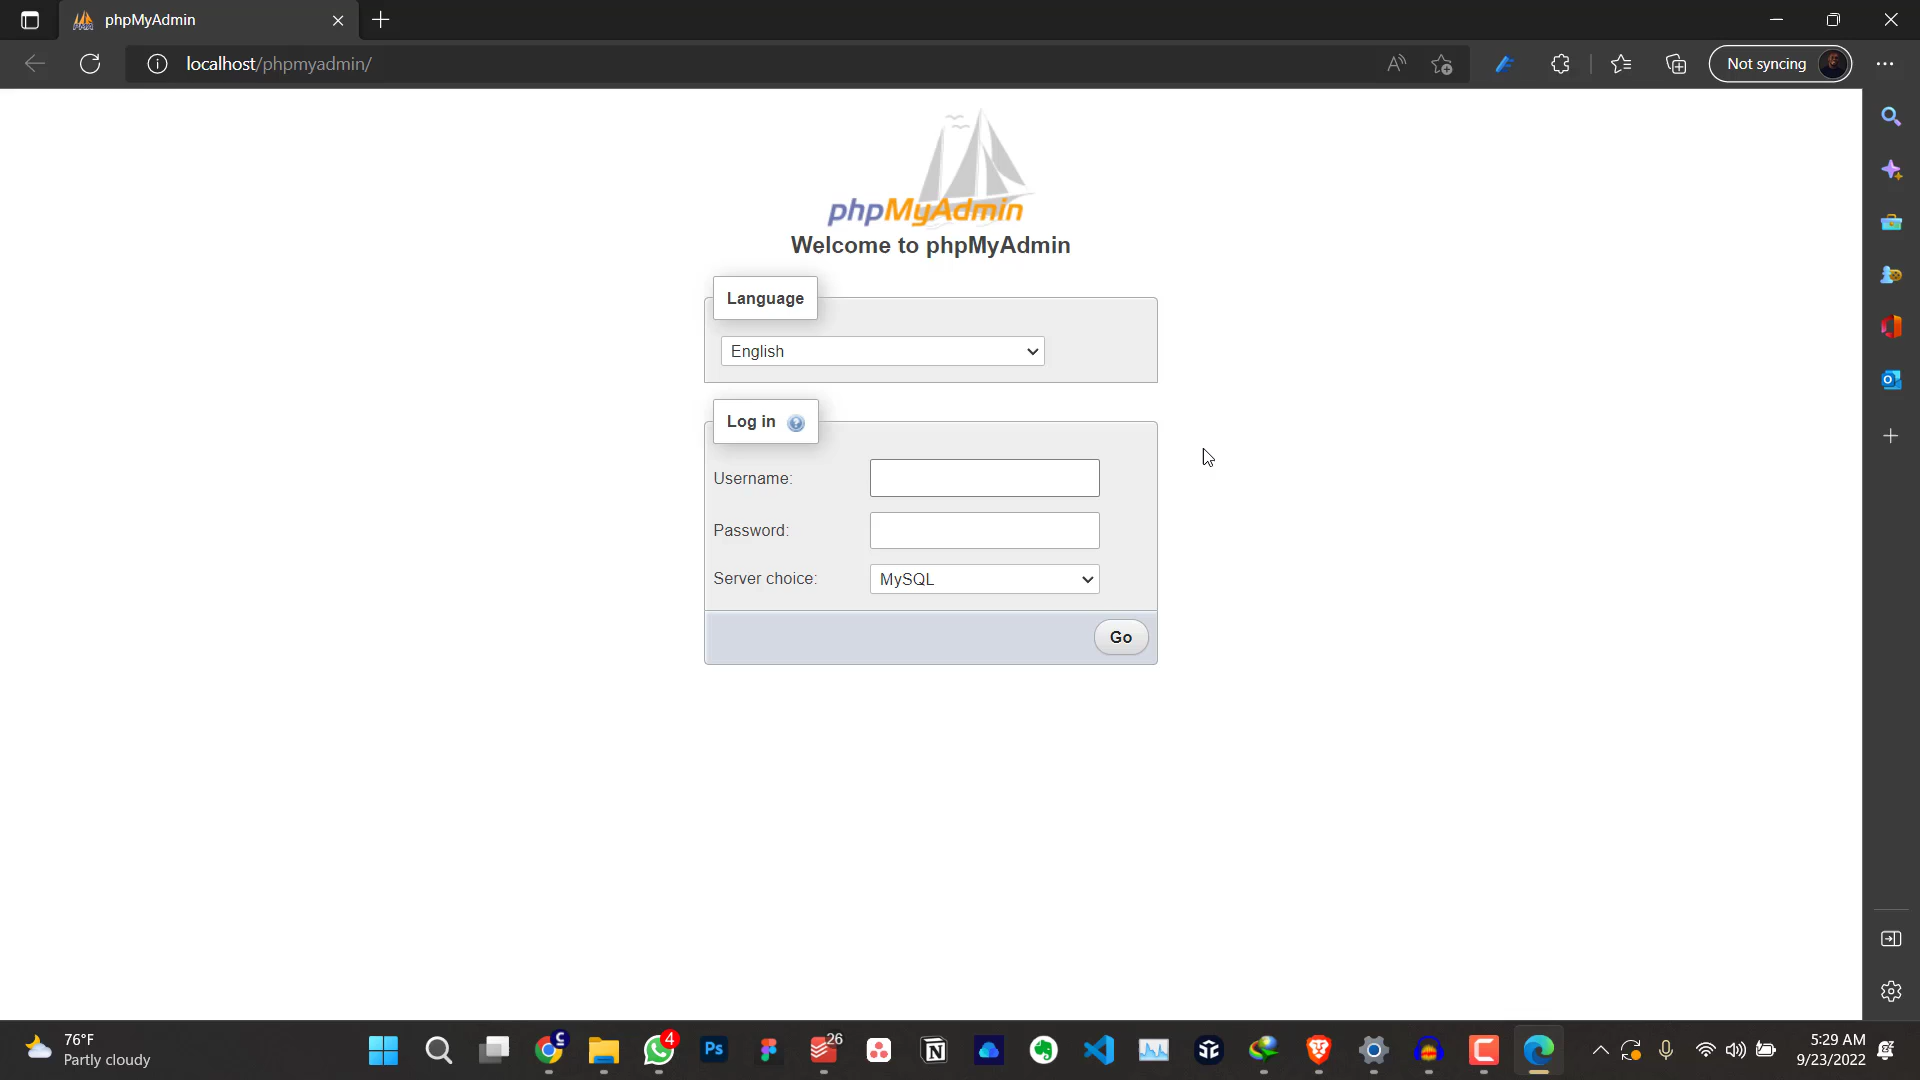 phpMyAdmin
localhost/phpmyadmin/
Not syncing
phpMyAdmin
Welcome to phpMyAdmin
Language
English
Log in
Username:
Password:
Server choice:
MySQL
Go
76°F
Partly cloudy
C
4
Ps
26
5:29 AM
9/23/2022